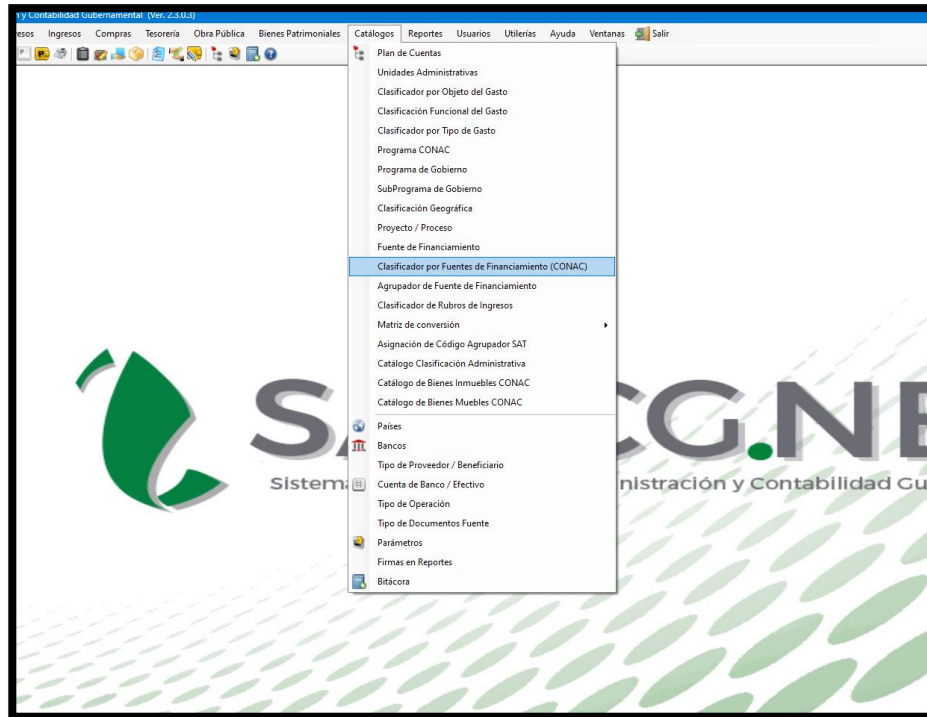 n y Contabilidad Gubernamental (Ver. 2.3.0.3)
esos Ingresos Compras Tesorería Obra Pública Bienes Patrimoniales Catálogos Reportes Usuarios Utilerías Ayuda Ventanas Salir
Plan de Cuentas
Unidades Administrativas
Clasificador por Objeto del Gasto
Clasificación Funcional del Gasto
Clasificador por Tipo de Gasto
Programa CONAC
Programa de Gobierno
SubPrograma de Gobierno
Clasificación Geográfica
Proyecto / Proceso
Fuente de Financiamiento
Clasificador por Fuentes de Financiamiento (CONAC)
Agrupador de Fuente de Financiamiento
Clasificador de Rubros de Ingresos
Matriz de conversión
Asignación de Código Agrupador SAT
Catálogo Clasificación Administrativa
Catálogo de Bienes Inmuebles CONAC
Catálogo de Bienes Muebles CONAC
Países
Bancos
Tipo de Proveedor / Beneficiario
Cuenta de Banco / Efectivo
Tipo de Operación
Tipo de Documentos Fuente
Parámetros
Firmas en Reportes
Bitácora
S CG.NE
Sistem nistración y Contabilidad Gu